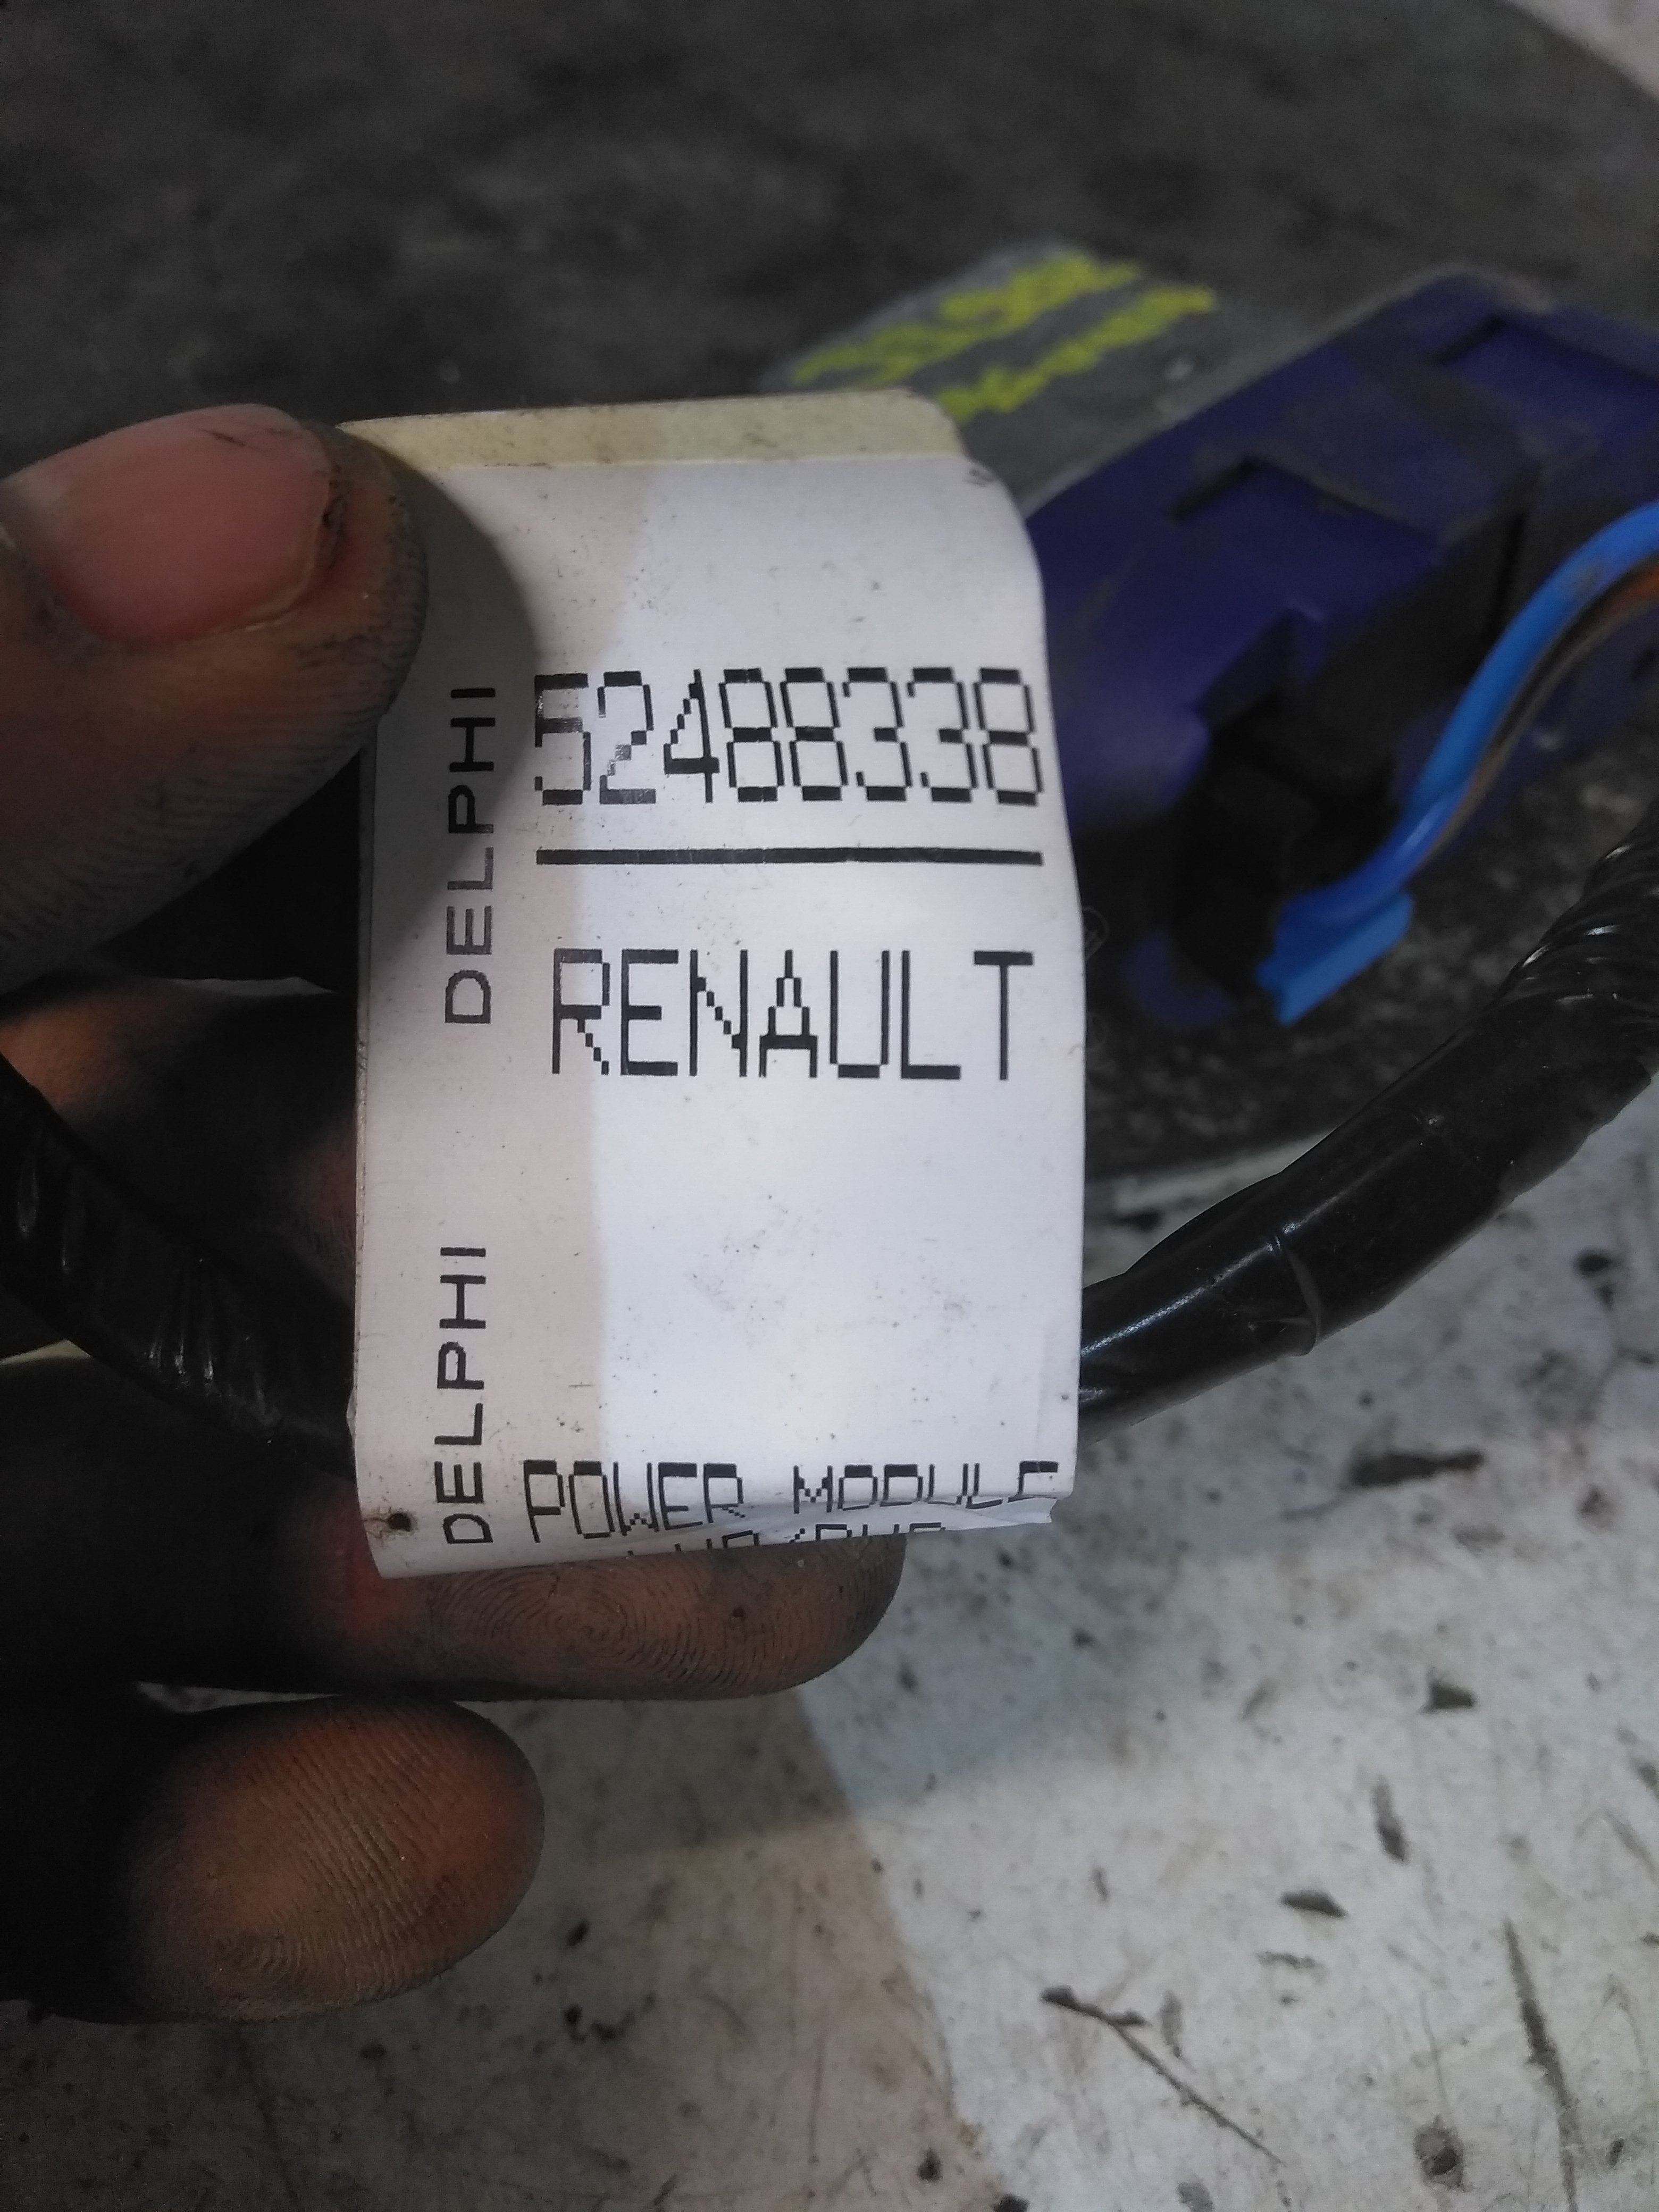 DELPHI
52488338
RENAULT
DELPHI
POWER MODULE